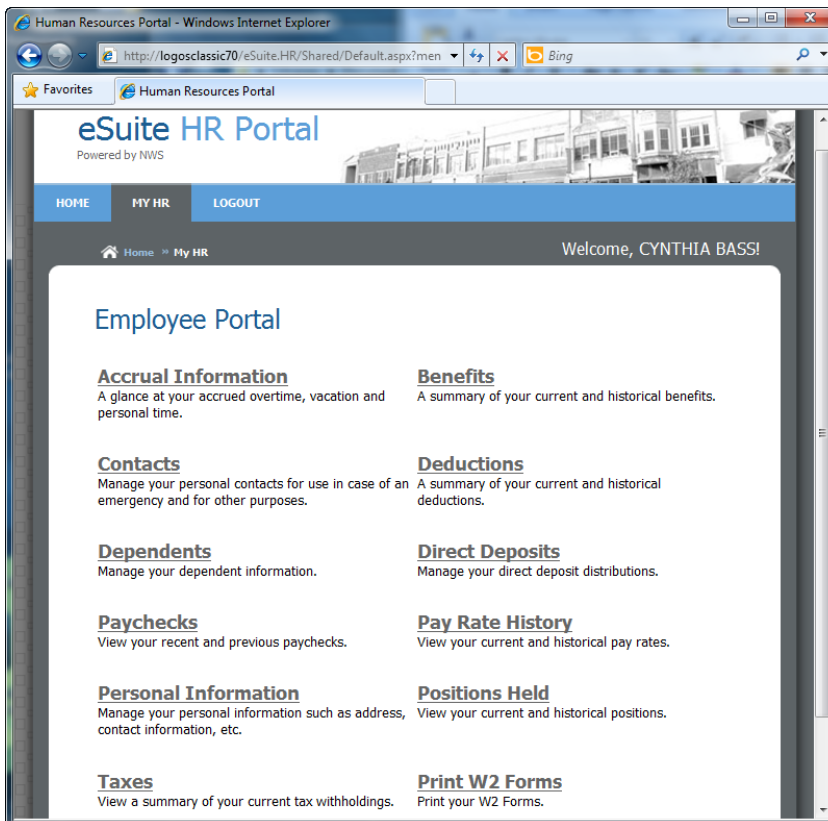 Human Resources Portal - Windows Internet Explorer
http://logosclassic70/eSuite.HR/Shared/Default.aspx?men
Bing
Favorites
Human Resources Portal
eSuite HR Portal
Powered by NWS
HOME MY HR LOGOUT
Home » My HR
Welcome, CYNTHIA BASS!
Employee Portal
Accrual Information
A glance at your accrued overtime, vacation and
personal time.
Benefits
A summary of your current and historical benefits.
Contacts
Manage your personal contacts for use in case of an
emergency and for other purposes.
Deductions
A summary of your current and historical
deductions.
Dependents
Manage your dependent information.
Direct Deposits
Manage your direct deposit distributions.
Paychecks
View your recent and previous paychecks.
Pay Rate History
View your current and historical pay rates.
Personal Information
Manage your personal information such as address,
contact information, etc.
Positions Held
View your current and historical positions.
Taxes
View a summary of your current tax withholdings.
Print W2 Forms
Print your W2 Forms.